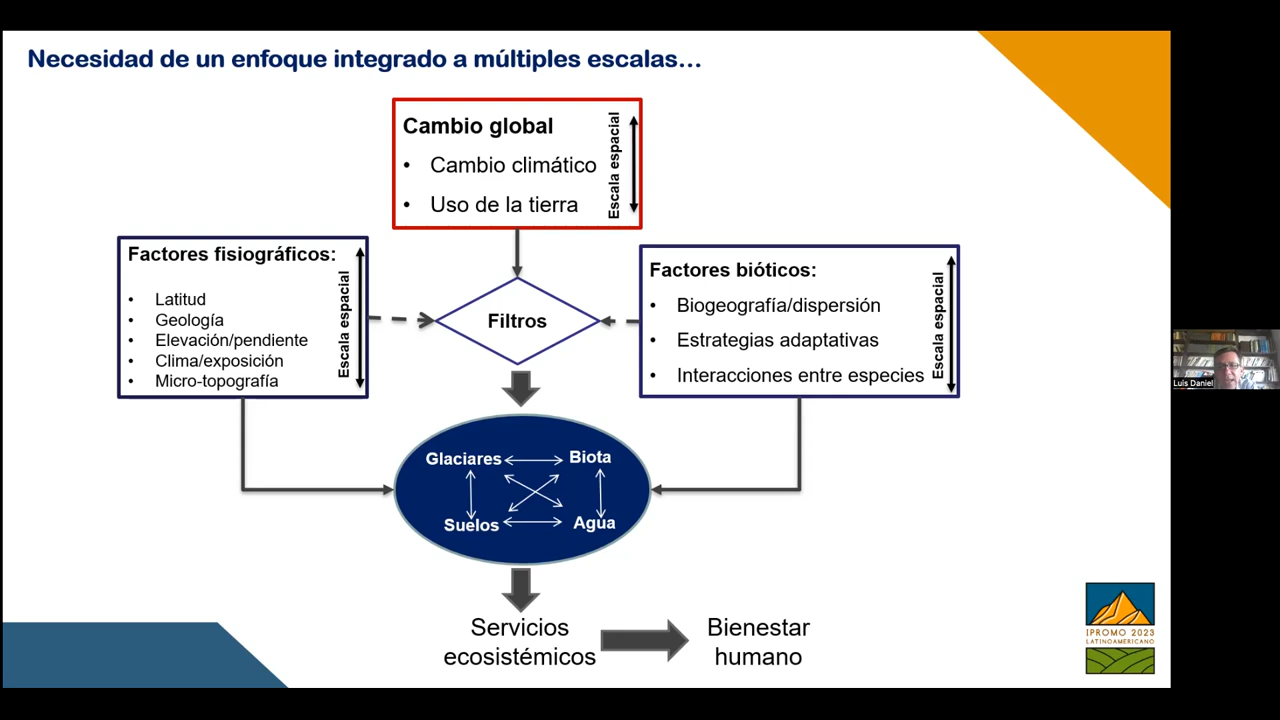 Necesidad de un enfoque integrado a múltiples escalas...
Cambio global
• Cambio climático
• Uso de la tierra
Escala espacial
Factores fisiográficos:
• Latitud
• Geología
• Elevación/pendiente
• Clima/exposición
• Micro-topografía
Escala espacial
Filtros
Factores bióticos:
• Biogeografía/dispersión
• Estrategias adaptativas
• Interacciones entre especies
Escala espacial
Glaciares
Biota
Suelos
Agua
Servicios
ecosistémicos
Bienestar
humano
IPROMO 2023
LATINOAMERICANO
Luis Daniel